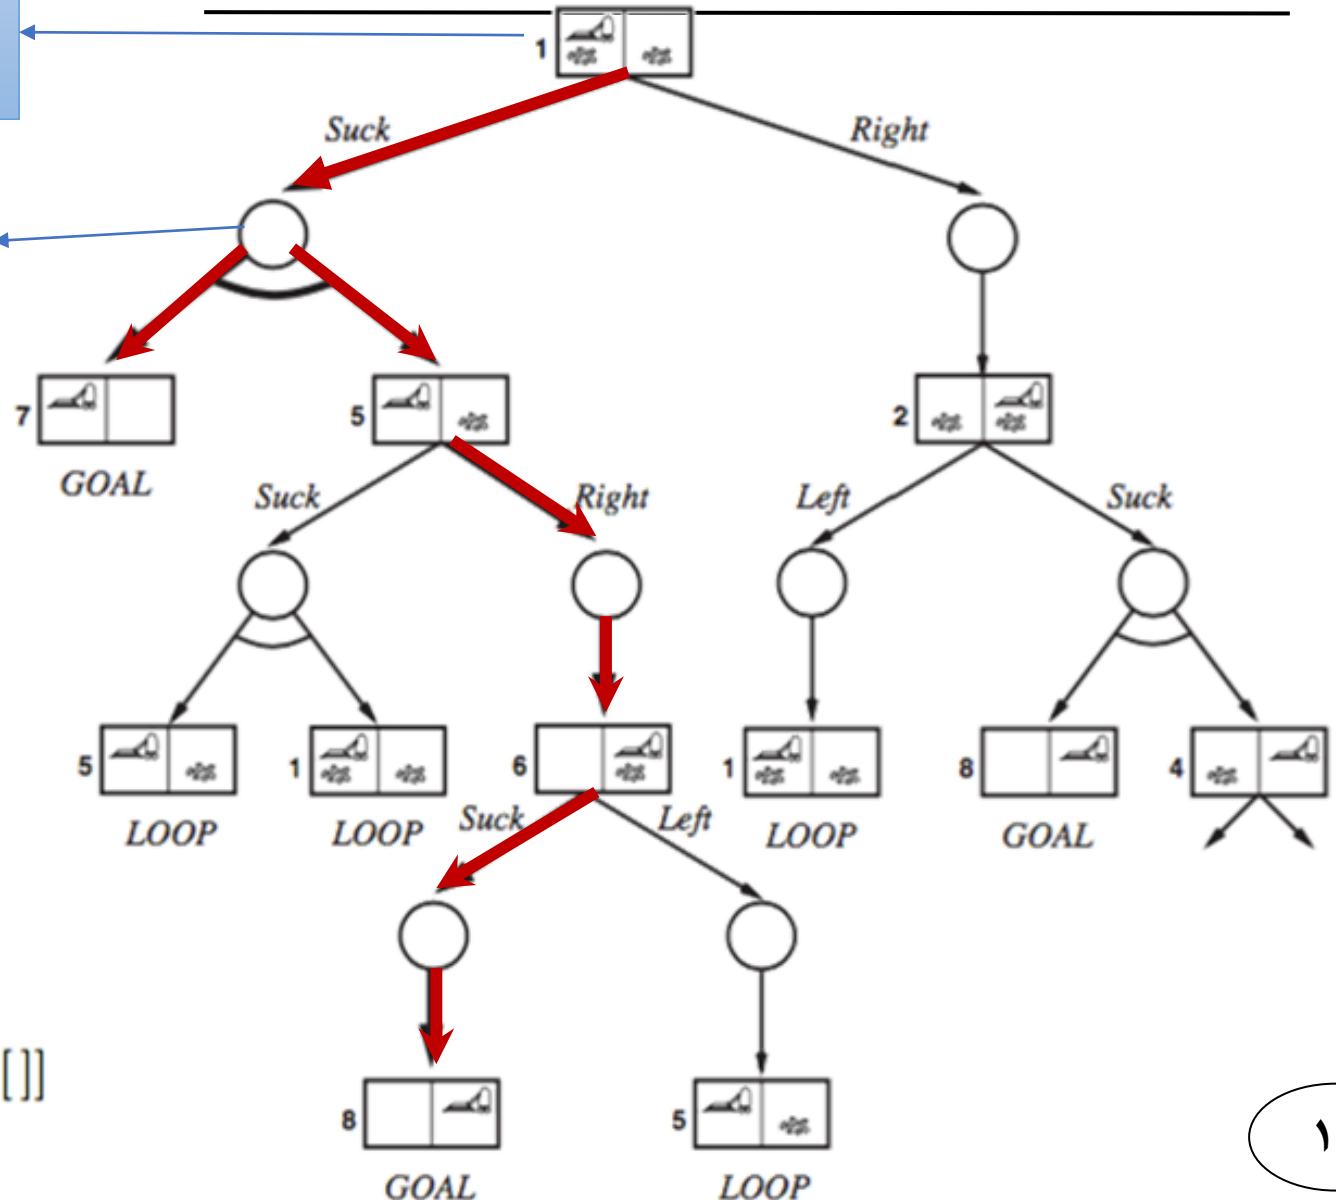 1
Suck Right
7 5 2
GOAL
Suck Right Left Suck
5 1 6 1 8 4
LOOP LOOP LOOP GOAL
Suck Left
[ ]]
8 5
GOAL LOOP
١